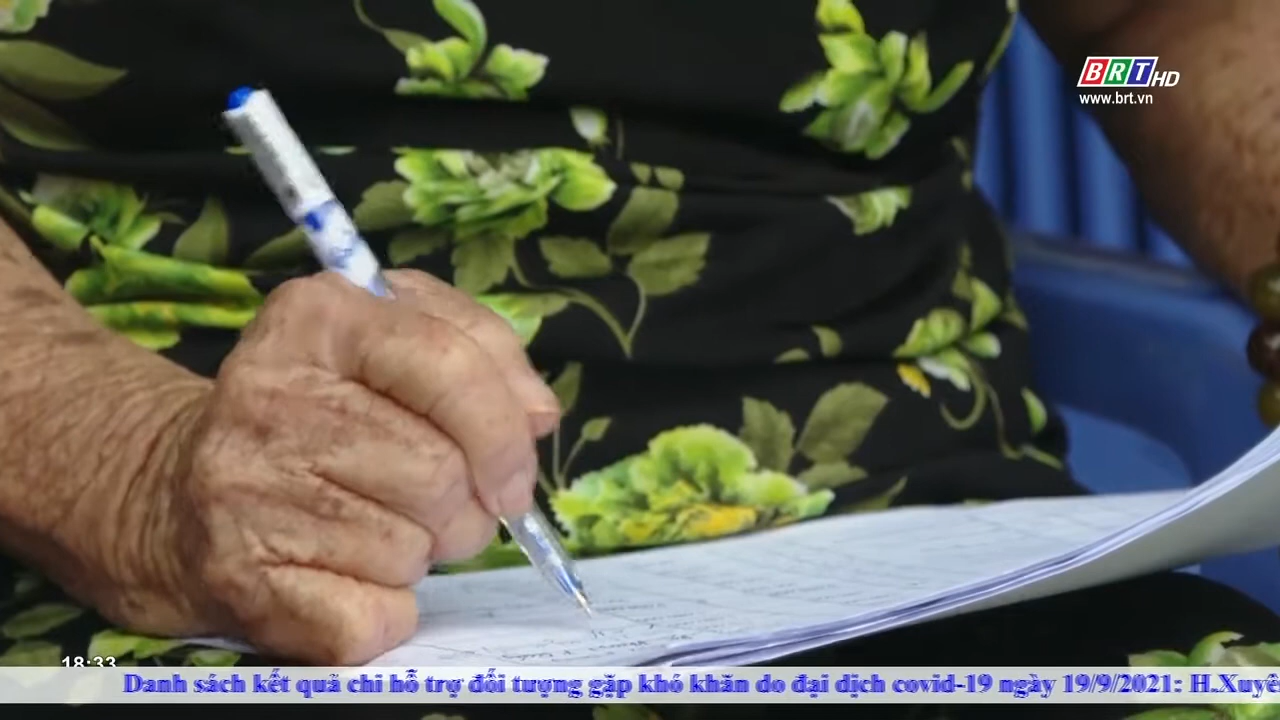 BRT HD
www.brt.vn
18:33
Danh sách kết quả chi hỗ trợ đối tượng gặp khó khăn do đại dịch covid-19 ngày 19/9/2021: H.Xuyê